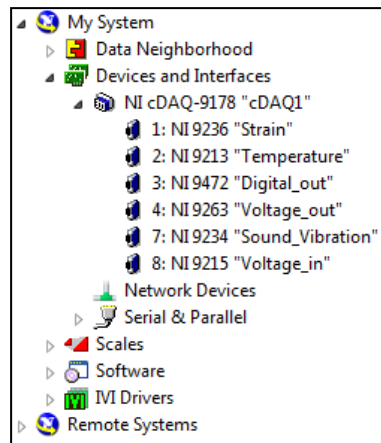 My System
Data Neighborhood
Devices and Interfaces
NI cDAQ-9178 "cDAQ1"
1: NI 9236 "Strain"
2: NI 9213 "Temperature"
3: NI 9472 "Digital_out"
4: NI 9263 "Voltage_out"
7: NI 9234 "Sound_Vibration"
8: NI 9215 "Voltage_in"
Network Devices
Serial & Parallel
Scales
Software
IVI Drivers
Remote Systems